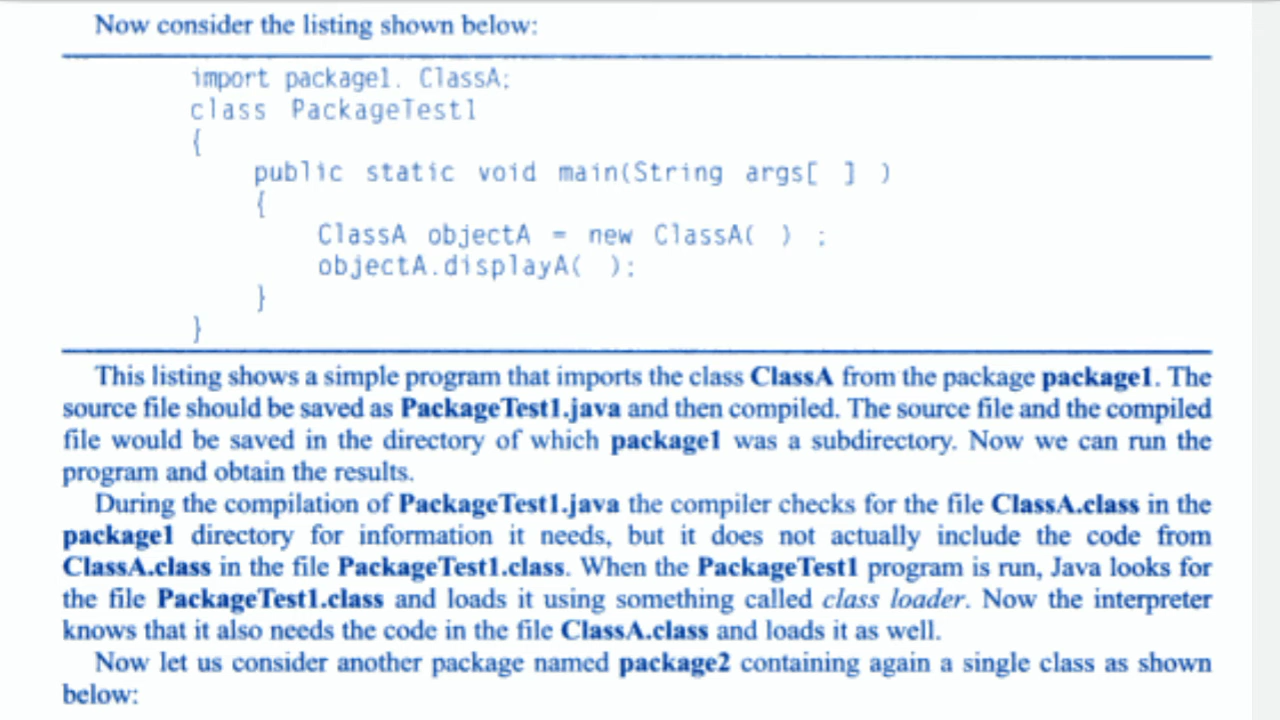 Now consider the listing shown below:
import package1. ClassA;
class PackageTest1
{
public static void main(String args[ ] )
{
ClassA objectA = new ClassA( ) ;
objectA.displayA( );
}
}
This listing shows a simple program that imports the class ClassA from the package package1. The
source file should be saved as PackageTest1.java and then compiled. The source file and the compiled
file would be saved in the directory of which package1 was a subdirectory. Now we can run the
program and obtain the results.
During the compilation of PackageTest1.java the compiler checks for the file ClassA.class in the
package1 directory for information it needs, but it does not actually include the code from
ClassA.class in the file PackageTest1.class. When the PackageTest1 program is run, Java looks for
the file PackageTest1.class and loads it using something called class loader. Now the interpreter
knows that it also needs the code in the file ClassA.class and loads it as well.
Now let us consider another package named package2 containing again a single class as shown
below: